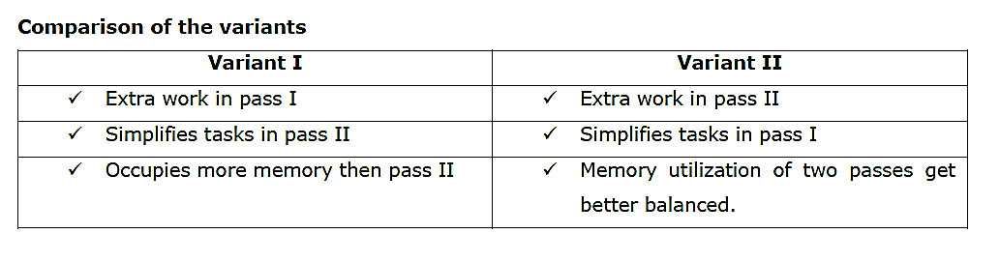 Comparison of the variants
Variant I
Variant II
✓ Extra work in pass I
✓ Extra work in pass II
✓ Simplifies tasks in pass II
✓ Simplifies tasks in pass I
✓ Occupies more memory then pass II
✓ Memory utilization of two passes get
better balanced.